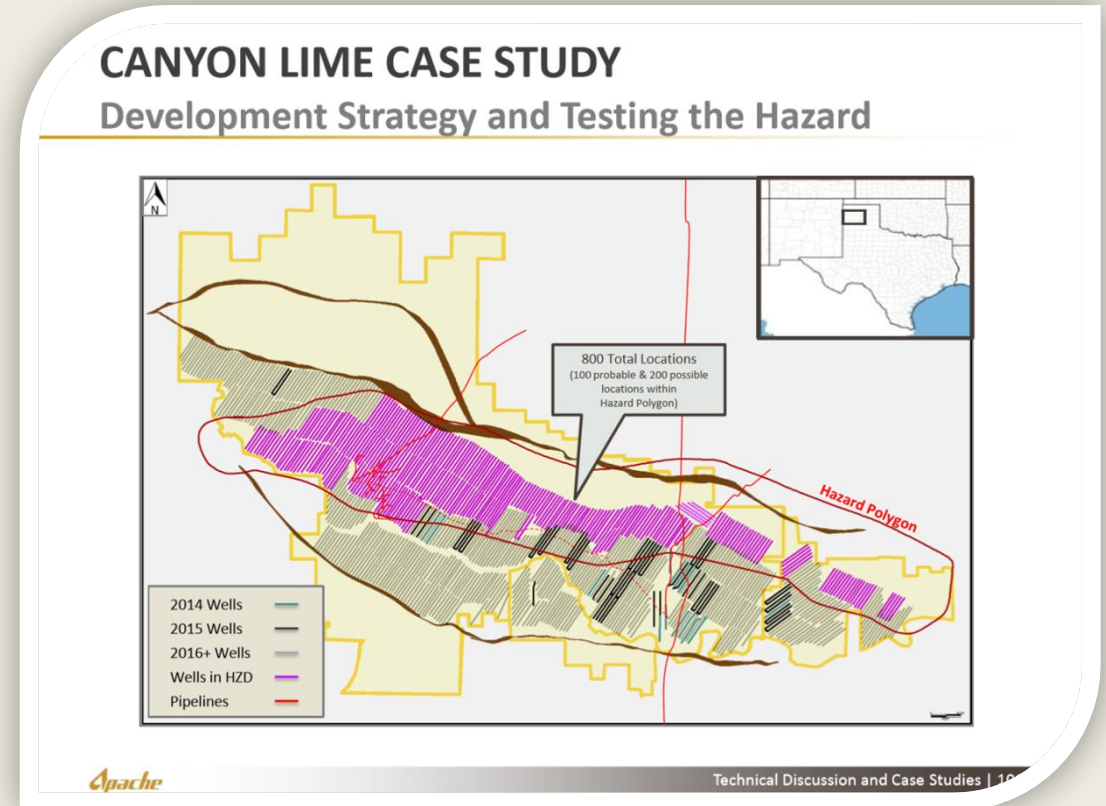 CANYON LIME CASE STUDY
Development Strategy and Testing the Hazard
N
800 Total Locations
(100 probable & 200 possible
locations within
Hazard Polygon)
Hazard Polygon
2014 Wells
2015 Wells
2016+ Wells
Wells in HZD
Pipelines
Apache
Technical Discussion and Case Studies |